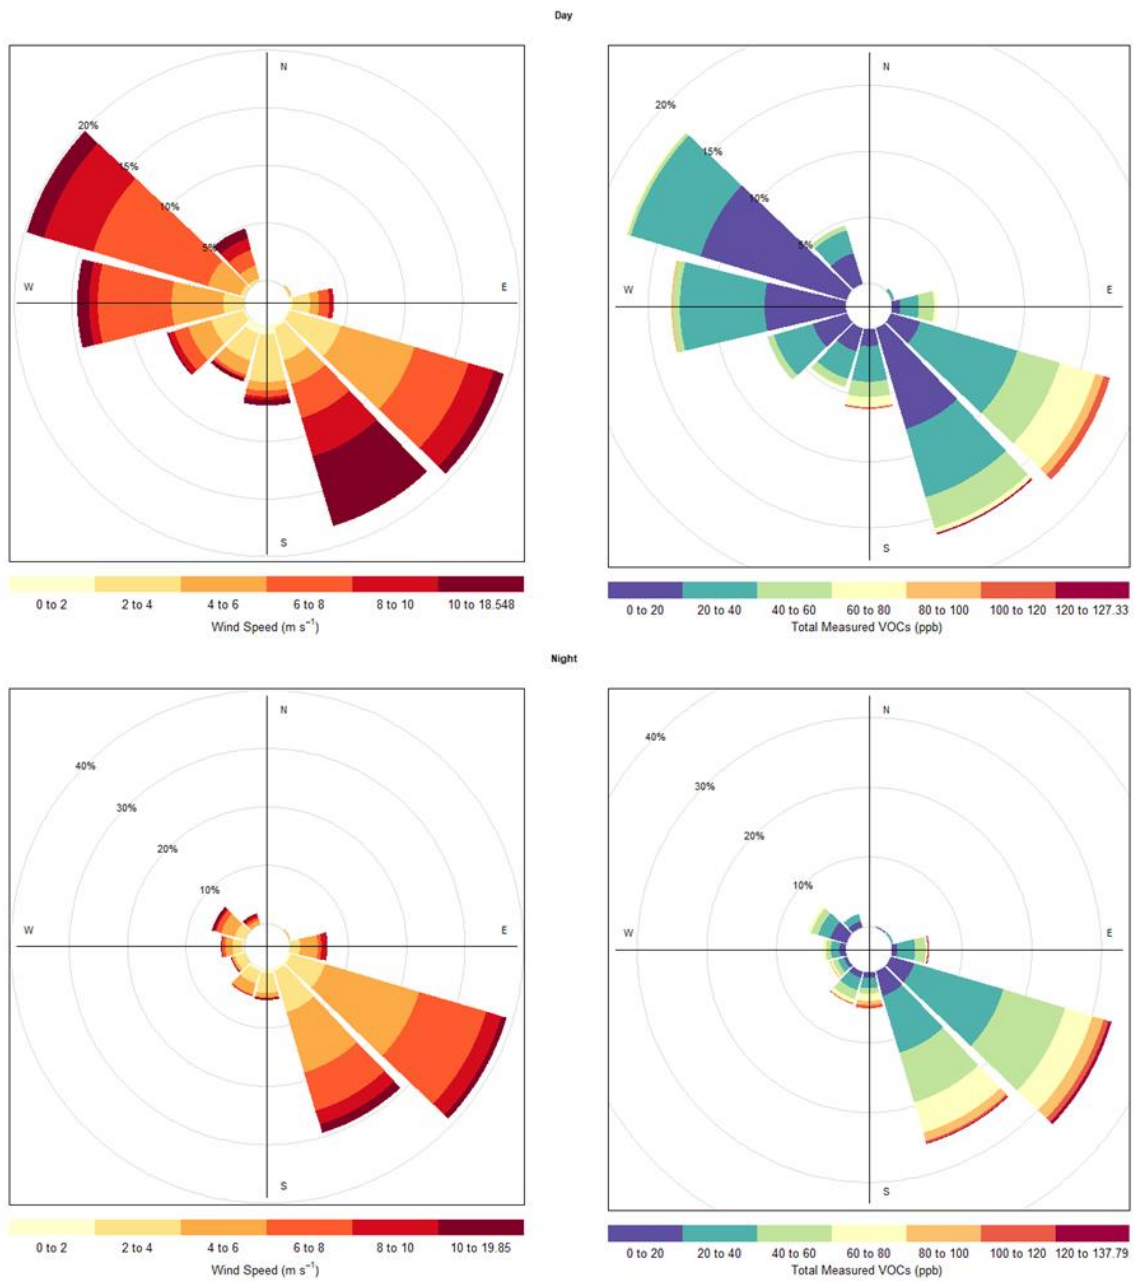 Day
N
N
20%
20%
15%
15%
10%
10%
5%
5%
W
E
W
E
S
S
0 to 2 2 to 4 4 to 6 6 to 8 8 to 10 10 to 18.548
Wind Speed (m s⁻¹)
0 to 20 20 to 40 40 to 60 60 to 80 80 to 100 100 to 120 120 to 127.33
Total Measured VOCs (ppb)
Night
N
N
40%
40%
30%
30%
20%
20%
10%
10%
W
E
W
E
S
S
0 to 2 2 to 4 4 to 6 6 to 8 8 to 10 10 to 19.85
Wind Speed (m s⁻¹)
0 to 20 20 to 40 40 to 60 60 to 80 80 to 100 100 to 120 120 to 137.79
Total Measured VOCs (ppb)